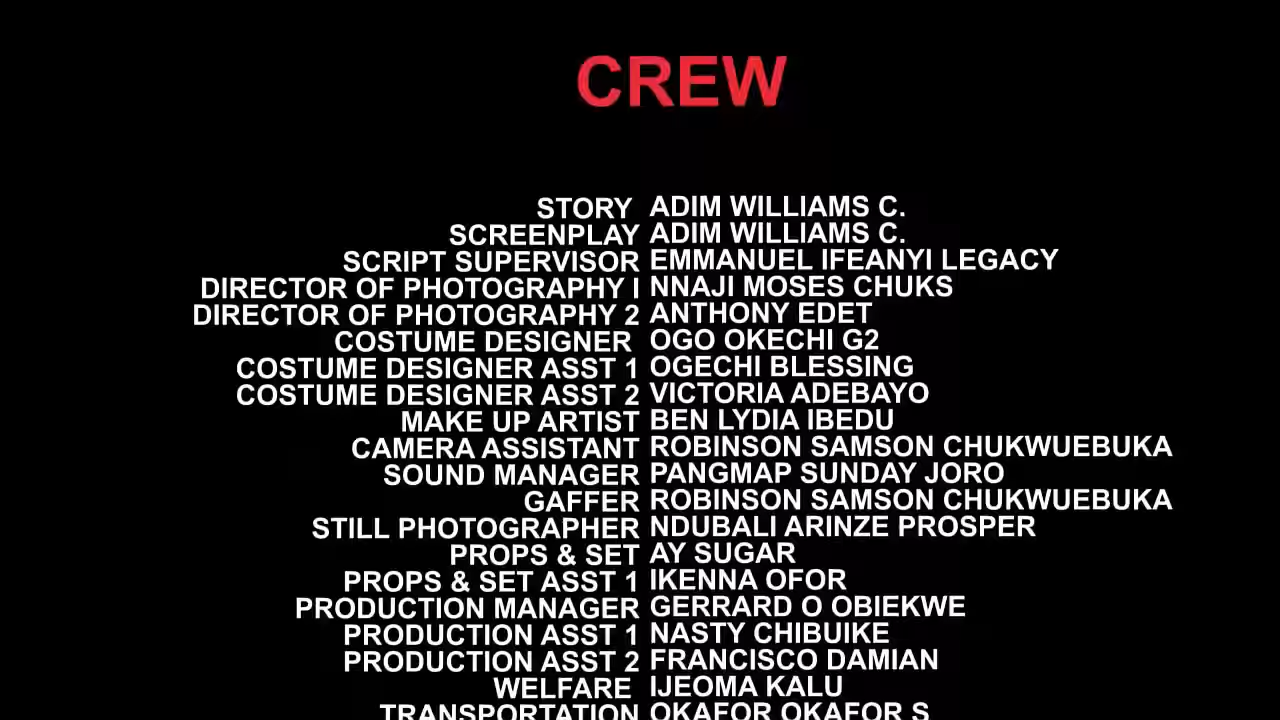 CREW
STORY ADIM WILLIAMS C.
SCREENPLAY ADIM WILLIAMS C.
SCRIPT SUPERVISOR EMMANUEL IFEANYI LEGACY
DIRECTOR OF PHOTOGRAPHY I NNAJI MOSES CHUKS
DIRECTOR OF PHOTOGRAPHY 2 ANTHONY EDET
COSTUME DESIGNER OGO OKECHI G2
COSTUME DESIGNER ASST 1 OGECHI BLESSING
COSTUME DESIGNER ASST 2 VICTORIA ADEBAYO
MAKE UP ARTIST BEN LYDIA IBEDU
CAMERA ASSISTANT ROBINSON SAMSON CHUKWUEBUKA
SOUND MANAGER PANGMAP SUNDAY JORO
GAFFER ROBINSON SAMSON CHUKWUEBUKA
STILL PHOTOGRAPHER NDUBALI ARINZE PROSPER
PROPS & SET AY SUGAR
PROPS & SET ASST 1 IKENNA OFOR
PRODUCTION MANAGER GERRARD O OBIEKWE
PRODUCTION ASST 1 NASTY CHIBUIKE
PRODUCTION ASST 2 FRANCISCO DAMIAN
WELFARE IJEOMA KALU
TRANSPORTATION OKAFOR OKAFOR S